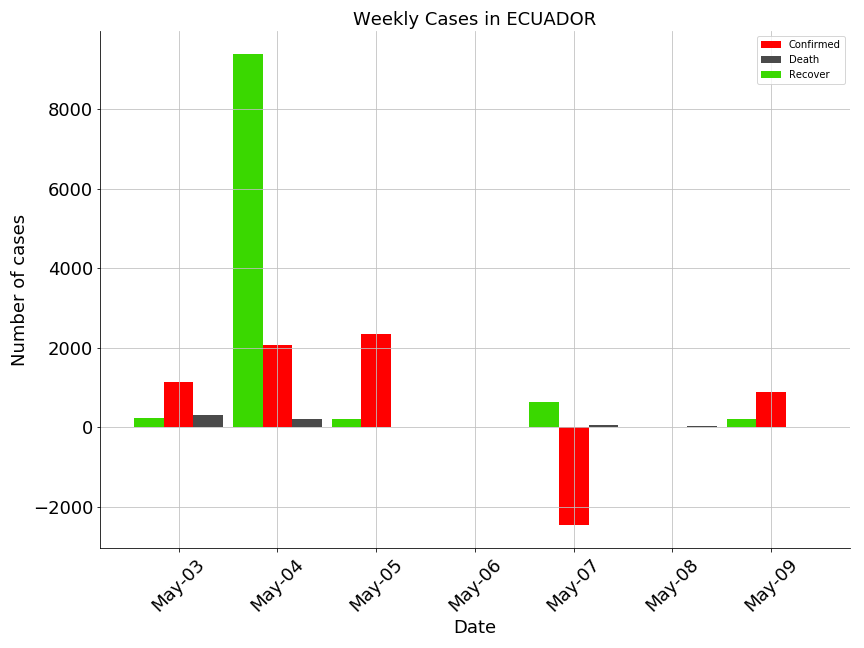 Weekly Cases in ECUADOR
Confirmed
Death
Recover
Number of cases
8000
6000
4000
2000
0
−2000
May-03
May-04
May-05
May-06
May-07
May-08
May-09
Date